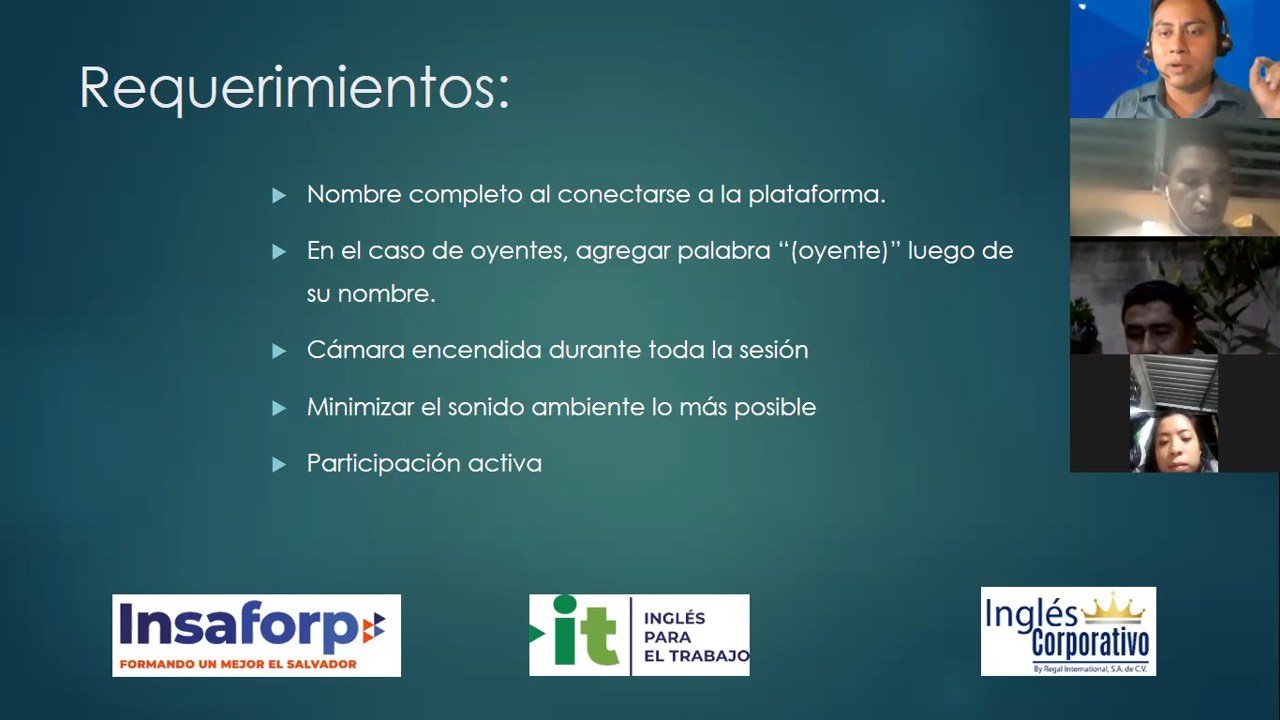 Requerimientos:
Nombre completo al conectarse a la plataforma.
En el caso de oyentes, agregar palabra “(oyente)” luego de
su nombre.
Cámara encendida durante toda la sesión
Minimizar el sonido ambiente lo más posible
Participación activa
Insaforp
FORMANDO UN MEJOR EL SALVADOR
it
INGLÉS
PARA
EL TRABAJO
Inglés
Corporativo
By Regal International, S.A. de C.V.